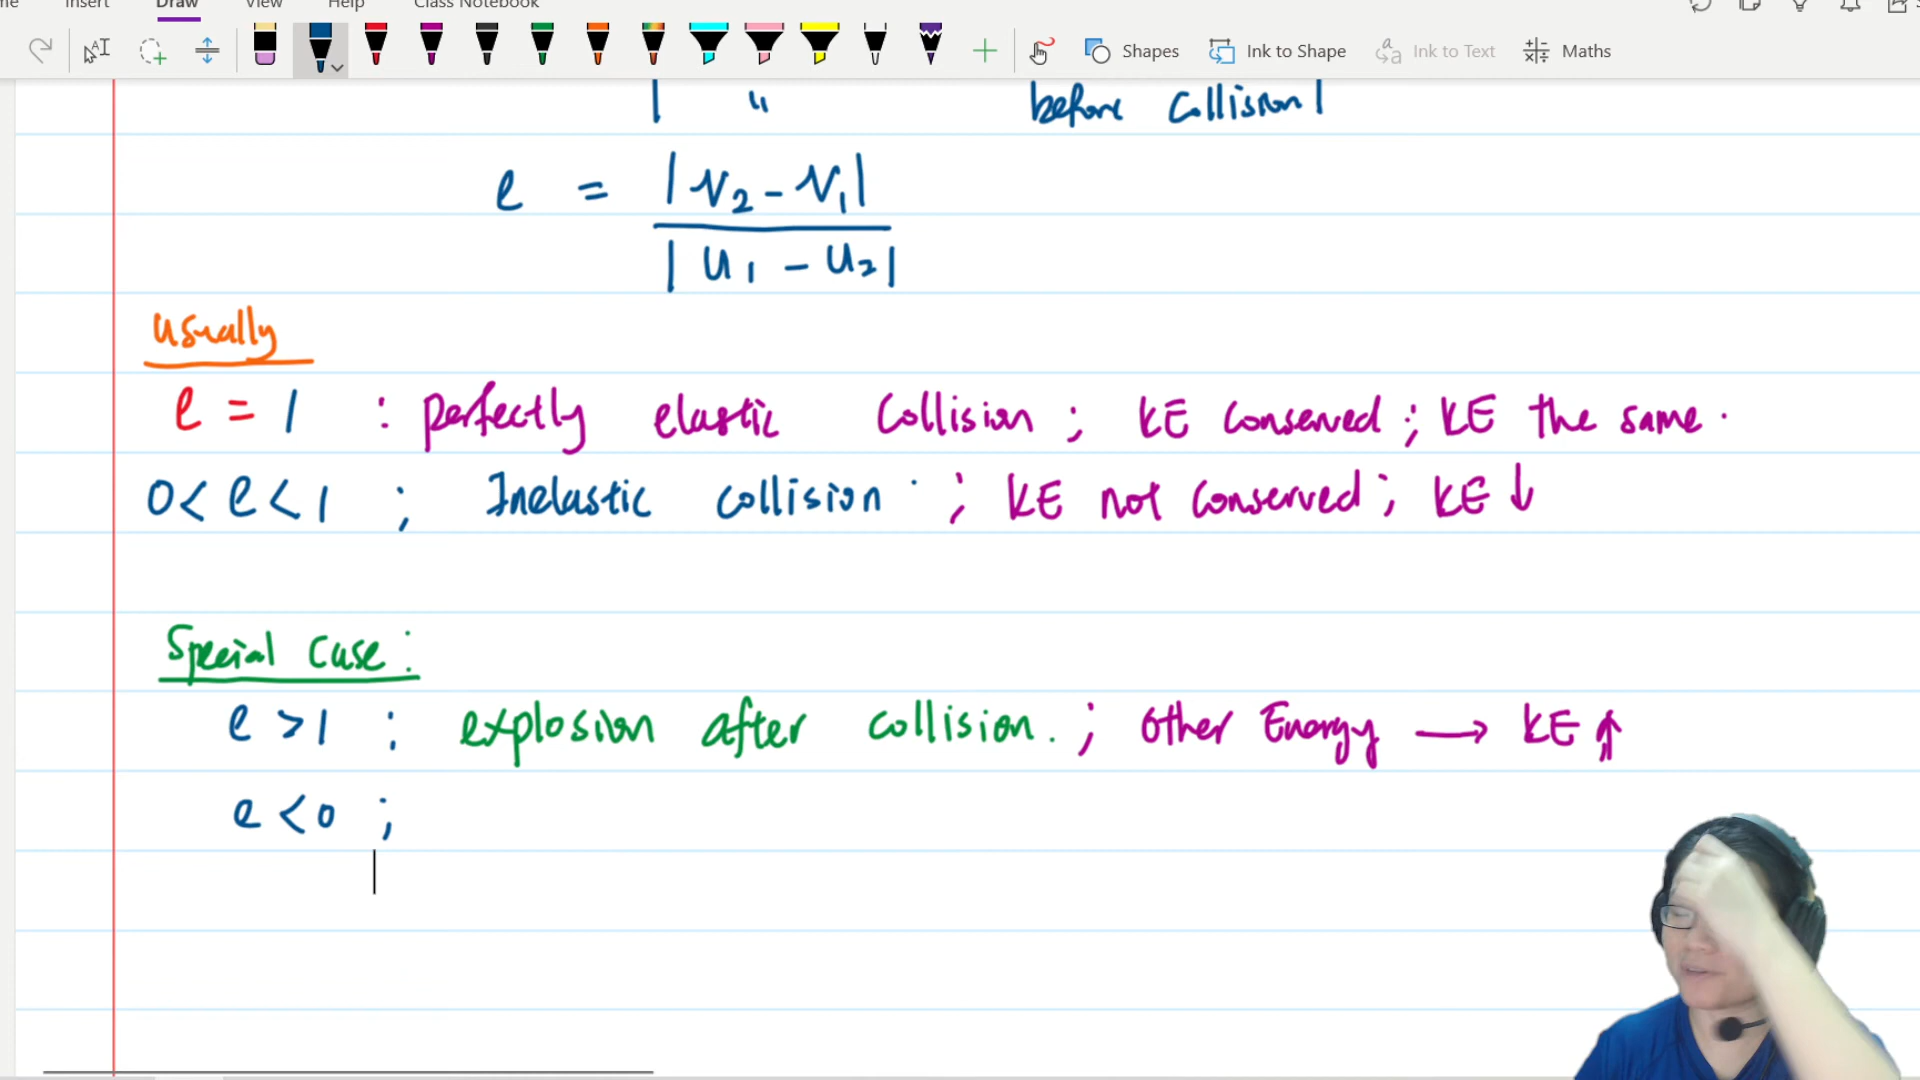 Insert Draw View Help Class Notebook
Shapes Ink to Shape Ink to Text Maths
| " before collision|
e = |v₂ - v₁|
|u₁ - u₂|
Usually
e = 1 : perfectly elastic collision ; KE conserved ; KE the same.
0 < e < 1 ; Inelastic collision ; KE not conserved ; KE ↓
Special Case :
e > 1 : explosion after collision. ; Other Energy → KE ↑
e < 0 ;